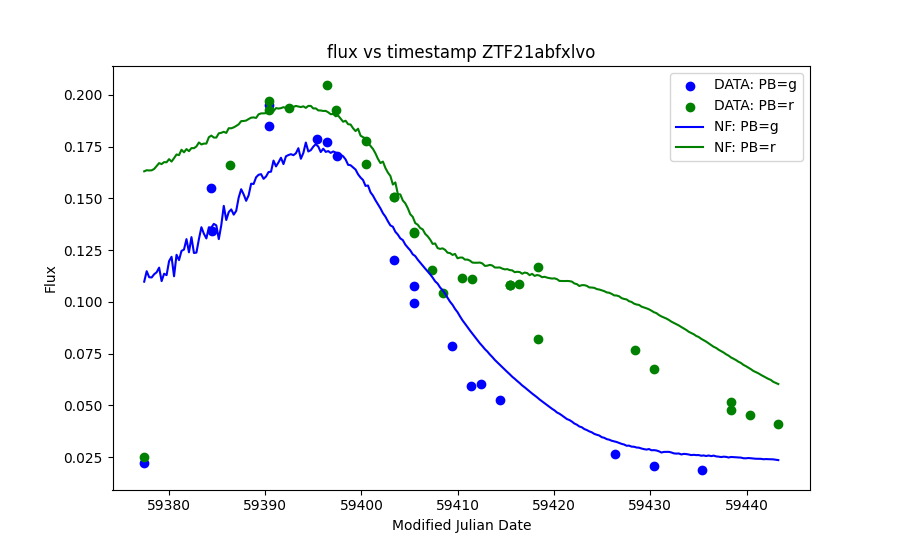 flux vs timestamp ZTF21abfxlvo
DATA: PB=g
DATA: PB=r
NF: PB=g
NF: PB=r
0.200
0.175
0.150
0.125
0.100
0.075
0.050
0.025
Flux
59380 59390 59400 59410 59420 59430 59440
Modified Julian Date